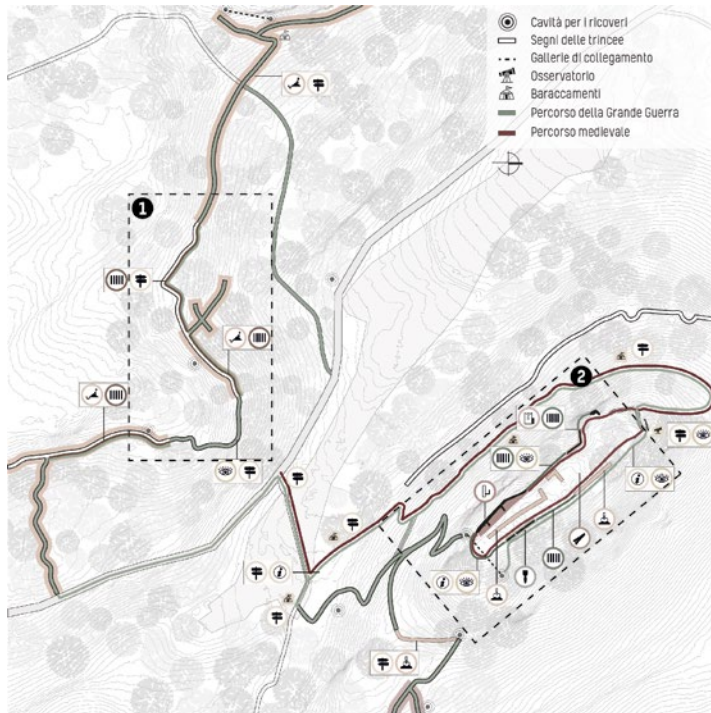 Cavità per i ricoveri
Segni delle trincee
Gallerie di collegamento
Osservatorio
Baraccamenti
Percorso della Grande Guerra
Percorso medievale
1
2